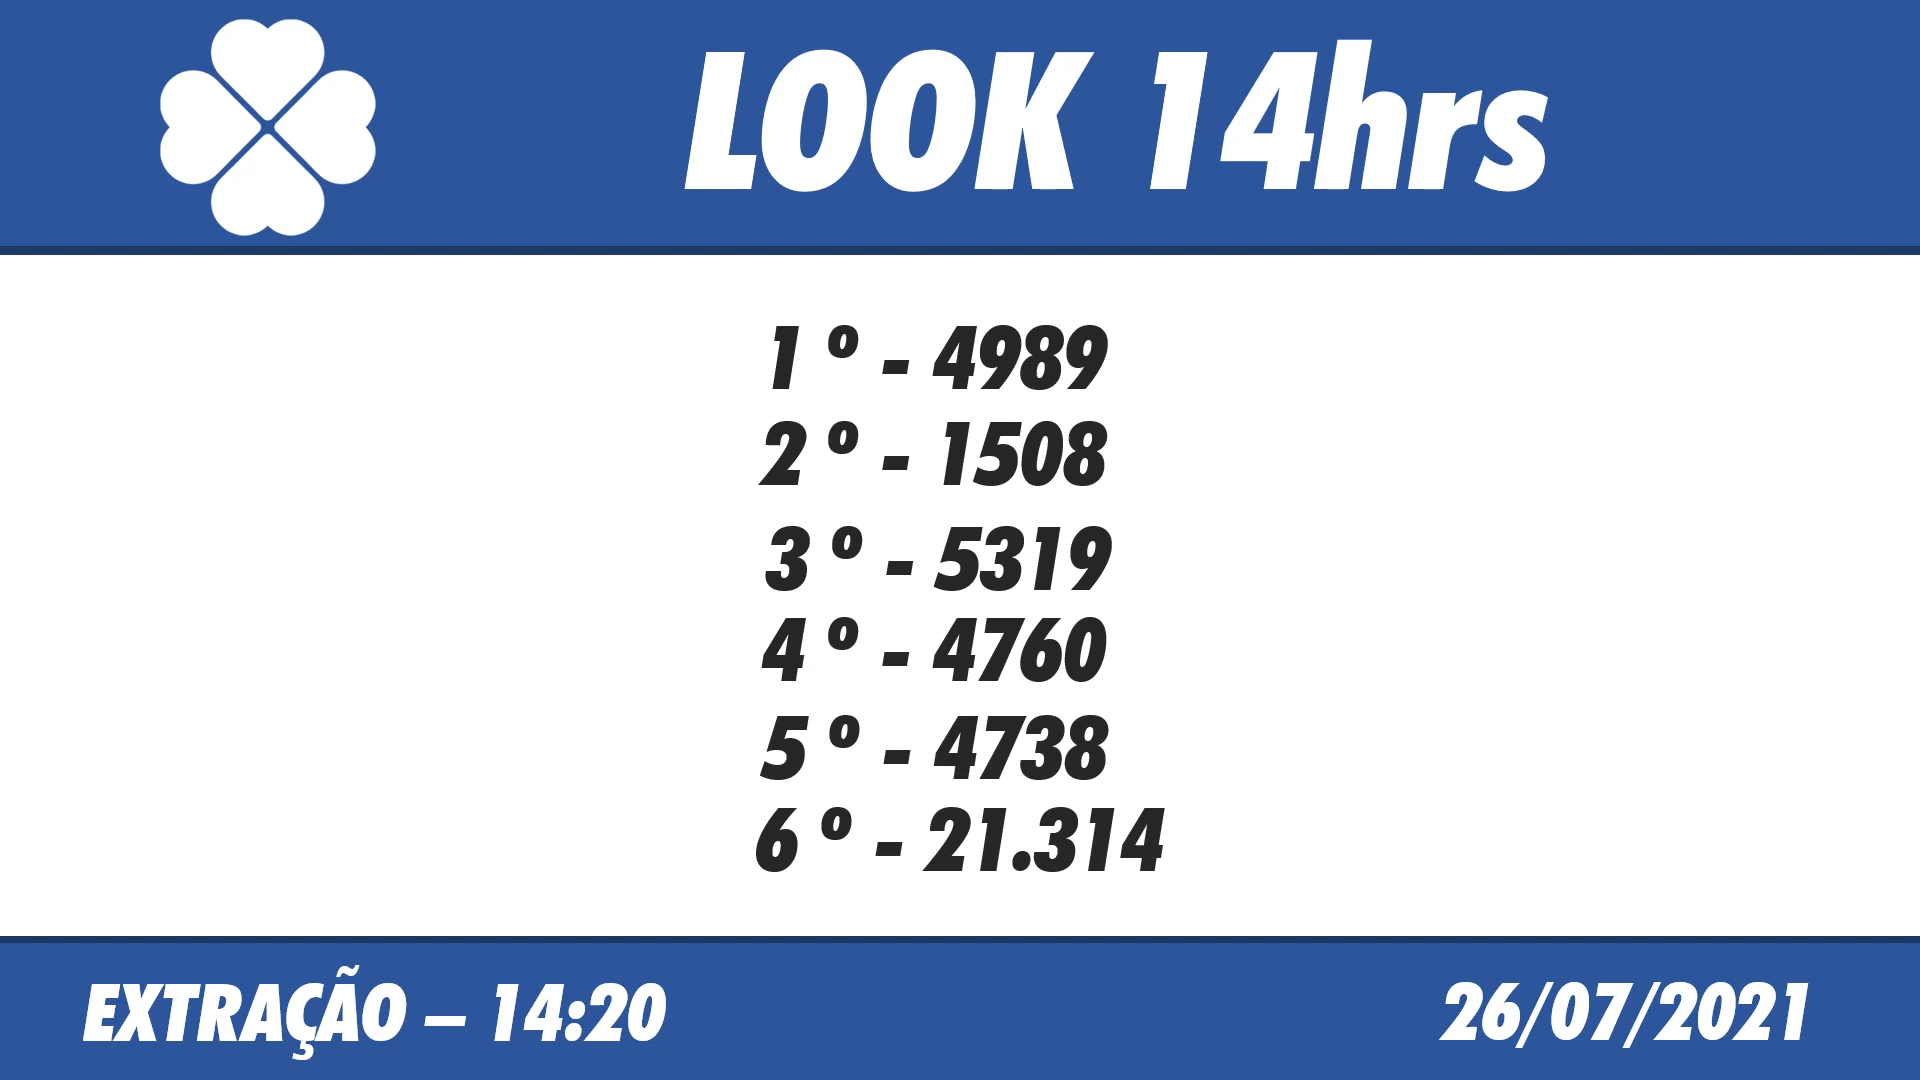 LOOK 14hrs
1 º - 4989
2 º - 1508
3 º - 5319
4 º - 4760
5 º - 4738
6 º - 21.314
EXTRAÇÃO – 14:20
26/07/2021